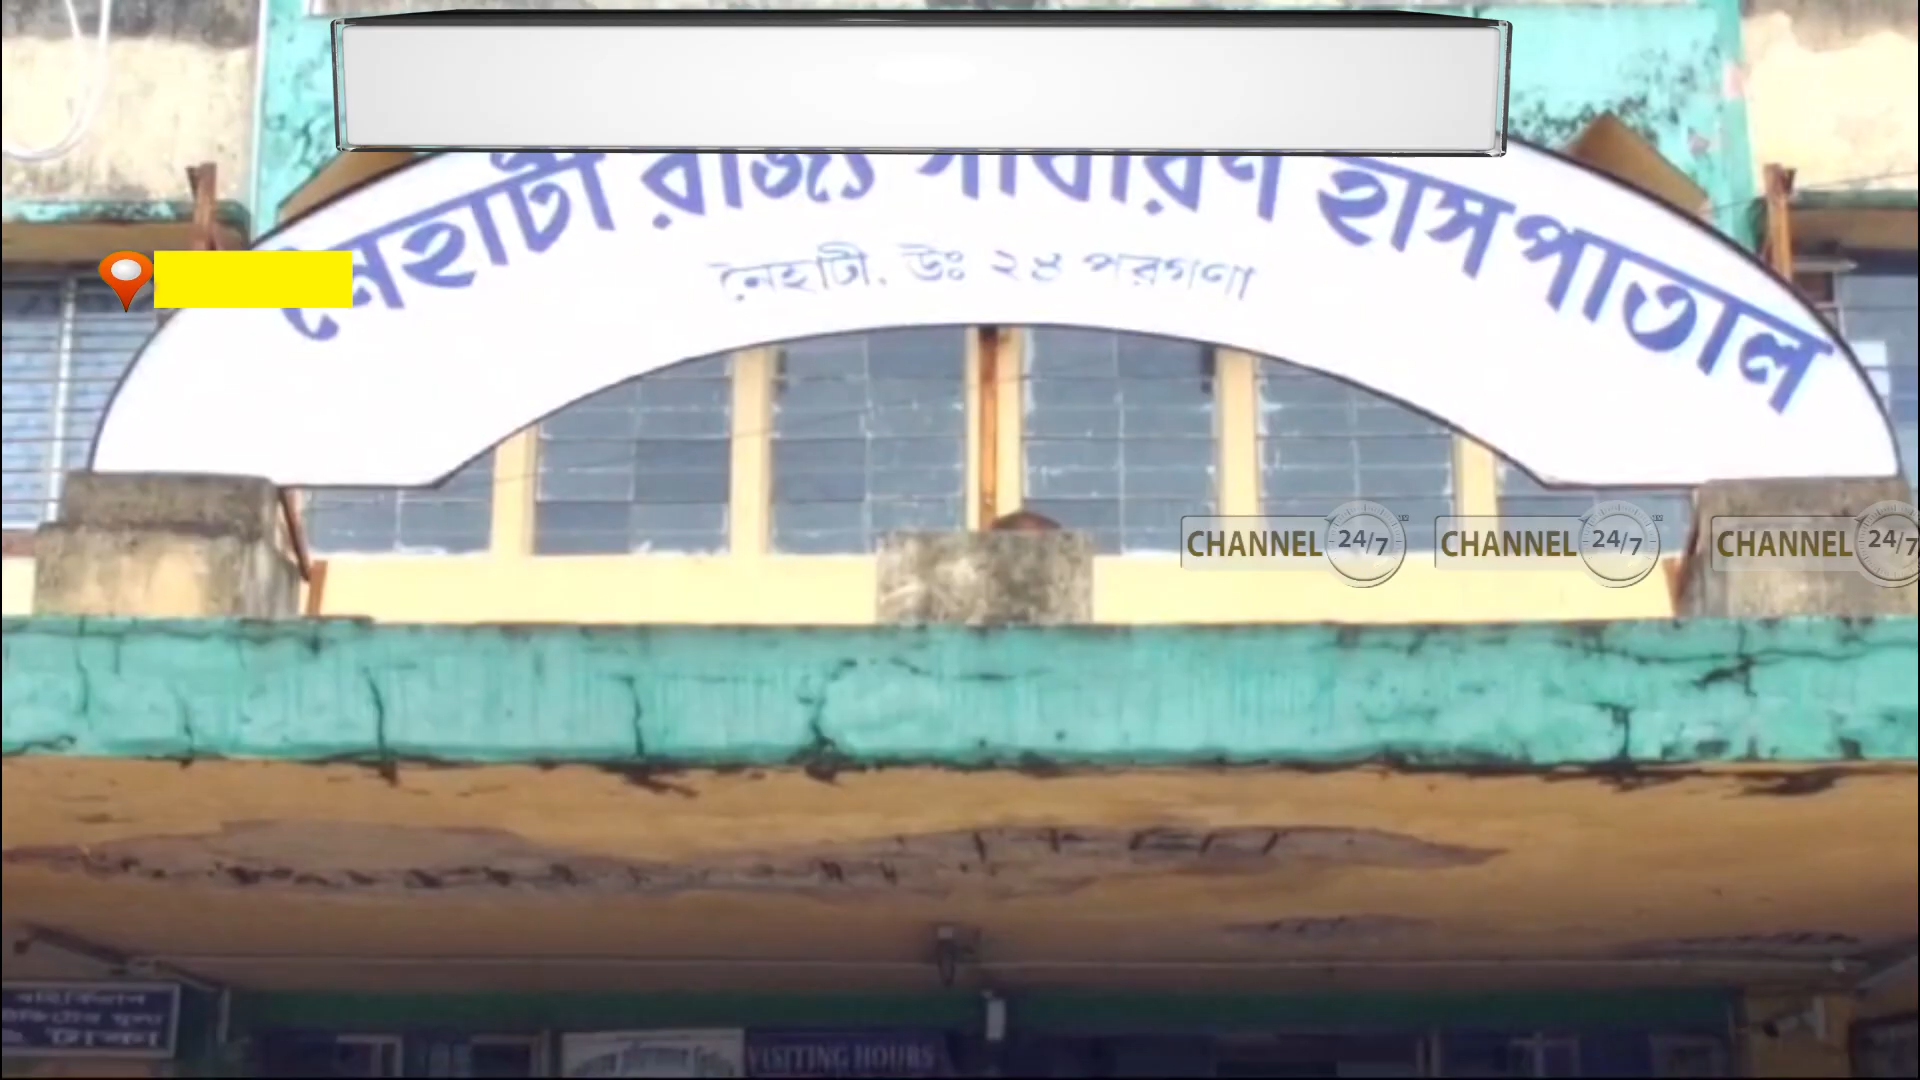 নৈহাটী রাজ্য সাধারণ হাসপাতাল
নৈহাটী, উঃ ২৪ পরগণা
CHANNEL 24/7 CHANNEL 24/7 CHANNEL 24/7
VISITING HOURS